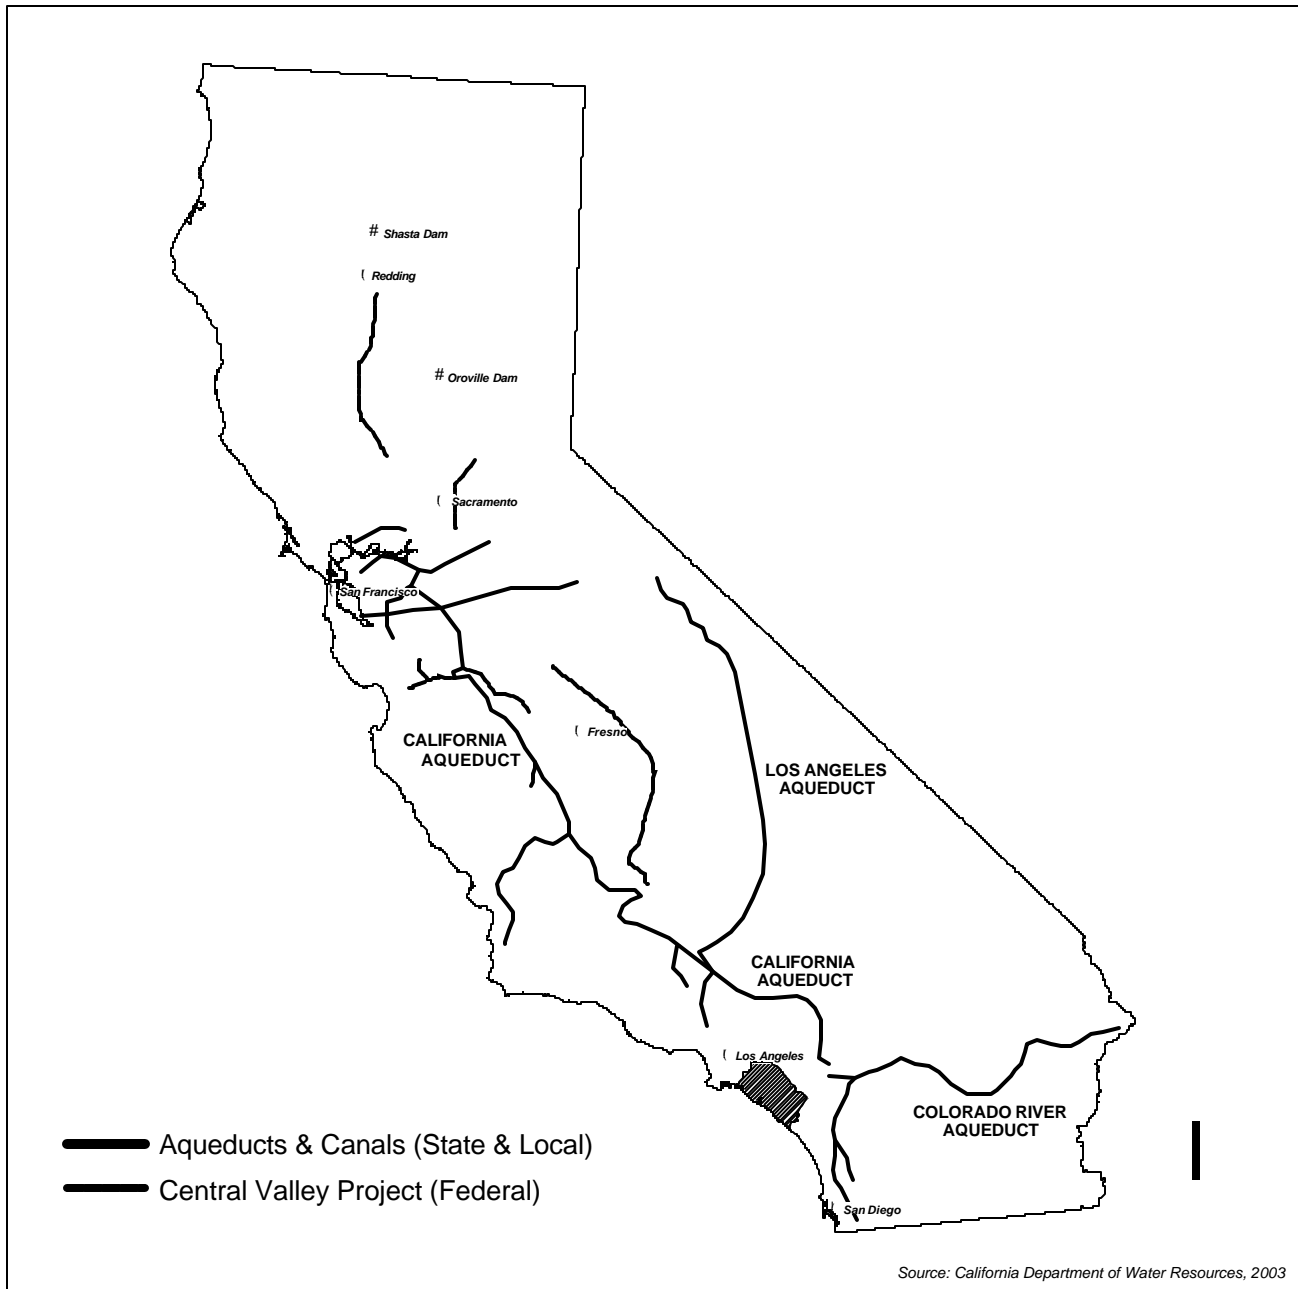 # Shasta Dam
( Redding
# Oroville Dam
( Sacramento
( San Francisco
( Fresno
CALIFORNIA
AQUEDUCT
LOS ANGELES
AQUEDUCT
CALIFORNIA
AQUEDUCT
( Los Angeles
COLORADO RIVER
AQUEDUCT
Aqueducts & Canals (State & Local)
Central Valley Project (Federal)
( San Diego
Source: California Department of Water Resources, 2003